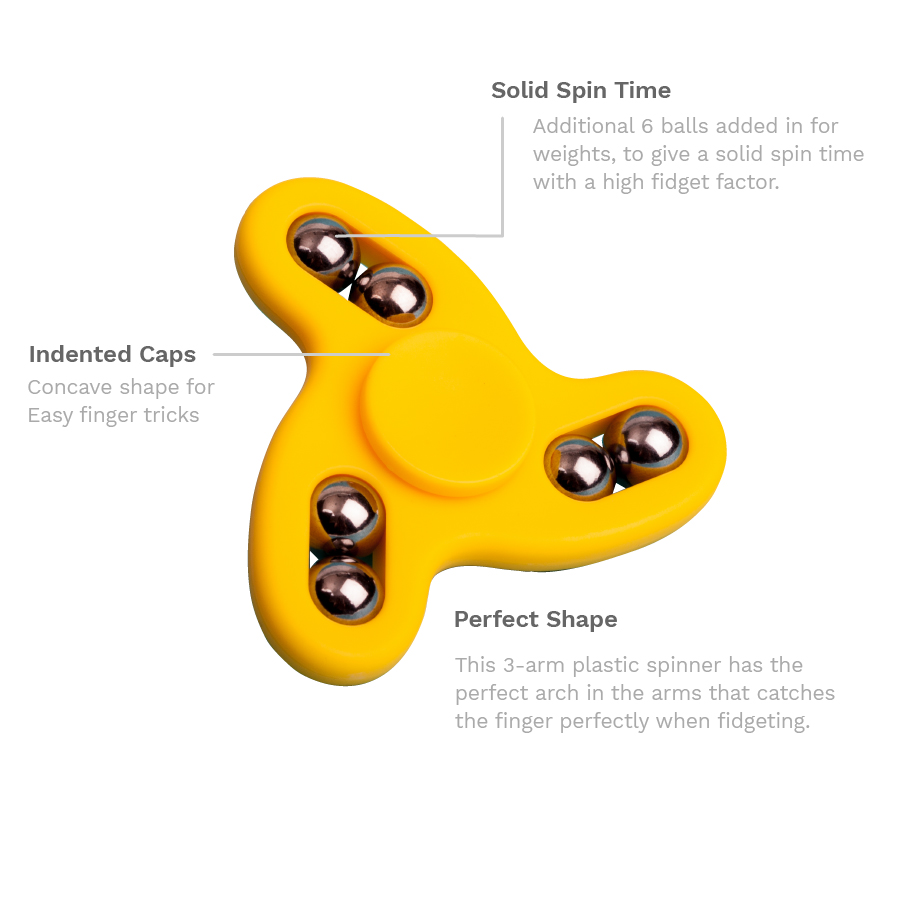 Solid Spin Time
Additional 6 balls added in for
weights, to give a solid spin time
with a high fidget factor.
Indented Caps
Concave shape for
Easy finger tricks
Perfect Shape
This 3-arm plastic spinner has the
perfect arch in the arms that catches
the finger perfectly when fidgeting.